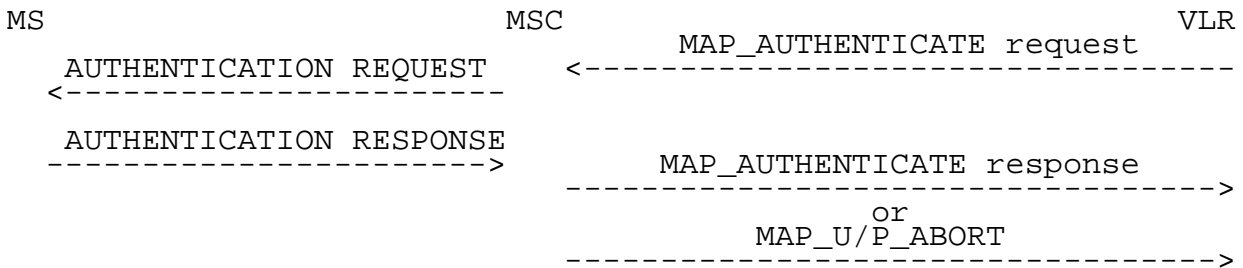 MS MSC VLR
MAP_AUTHENTICATE request
AUTHENTICATION REQUEST <-----------------------------------
<------------------------
AUTHENTICATION RESPONSE
------------------------> MAP_AUTHENTICATE response
----------------------------------->
or
MAP_U/P_ABORT
----------------------------------->